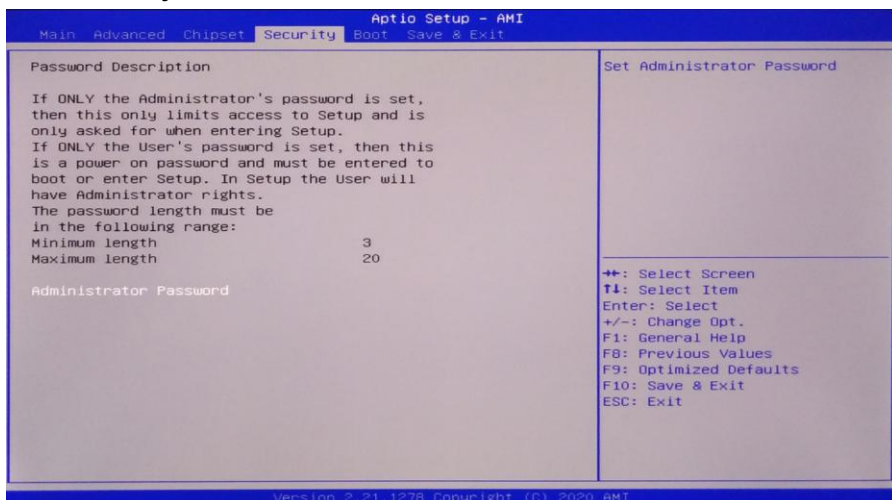 Aptio Setup - AMI
Main Advanced Chipset Security Boot Save & Exit
Password Description
If ONLY the Administrator's password is set,
then this only limits access to Setup and is
only asked for when entering Setup.
If ONLY the User's password is set, then this
is a power on password and must be entered to
boot or enter Setup. In Setup the User will
have Administrator rights.
The password length must be
in the following range:
Minimum length 3
Maximum length 20
Administrator Password
Set Administrator Password
→←: Select Screen
↑↓: Select Item
Enter: Select
+/-: Change Opt.
F1: General Help
F8: Previous Values
F9: Optimized Defaults
F10: Save & Exit
ESC: Exit
Version 2.21.1278 Copyright (C) 2020 AMI